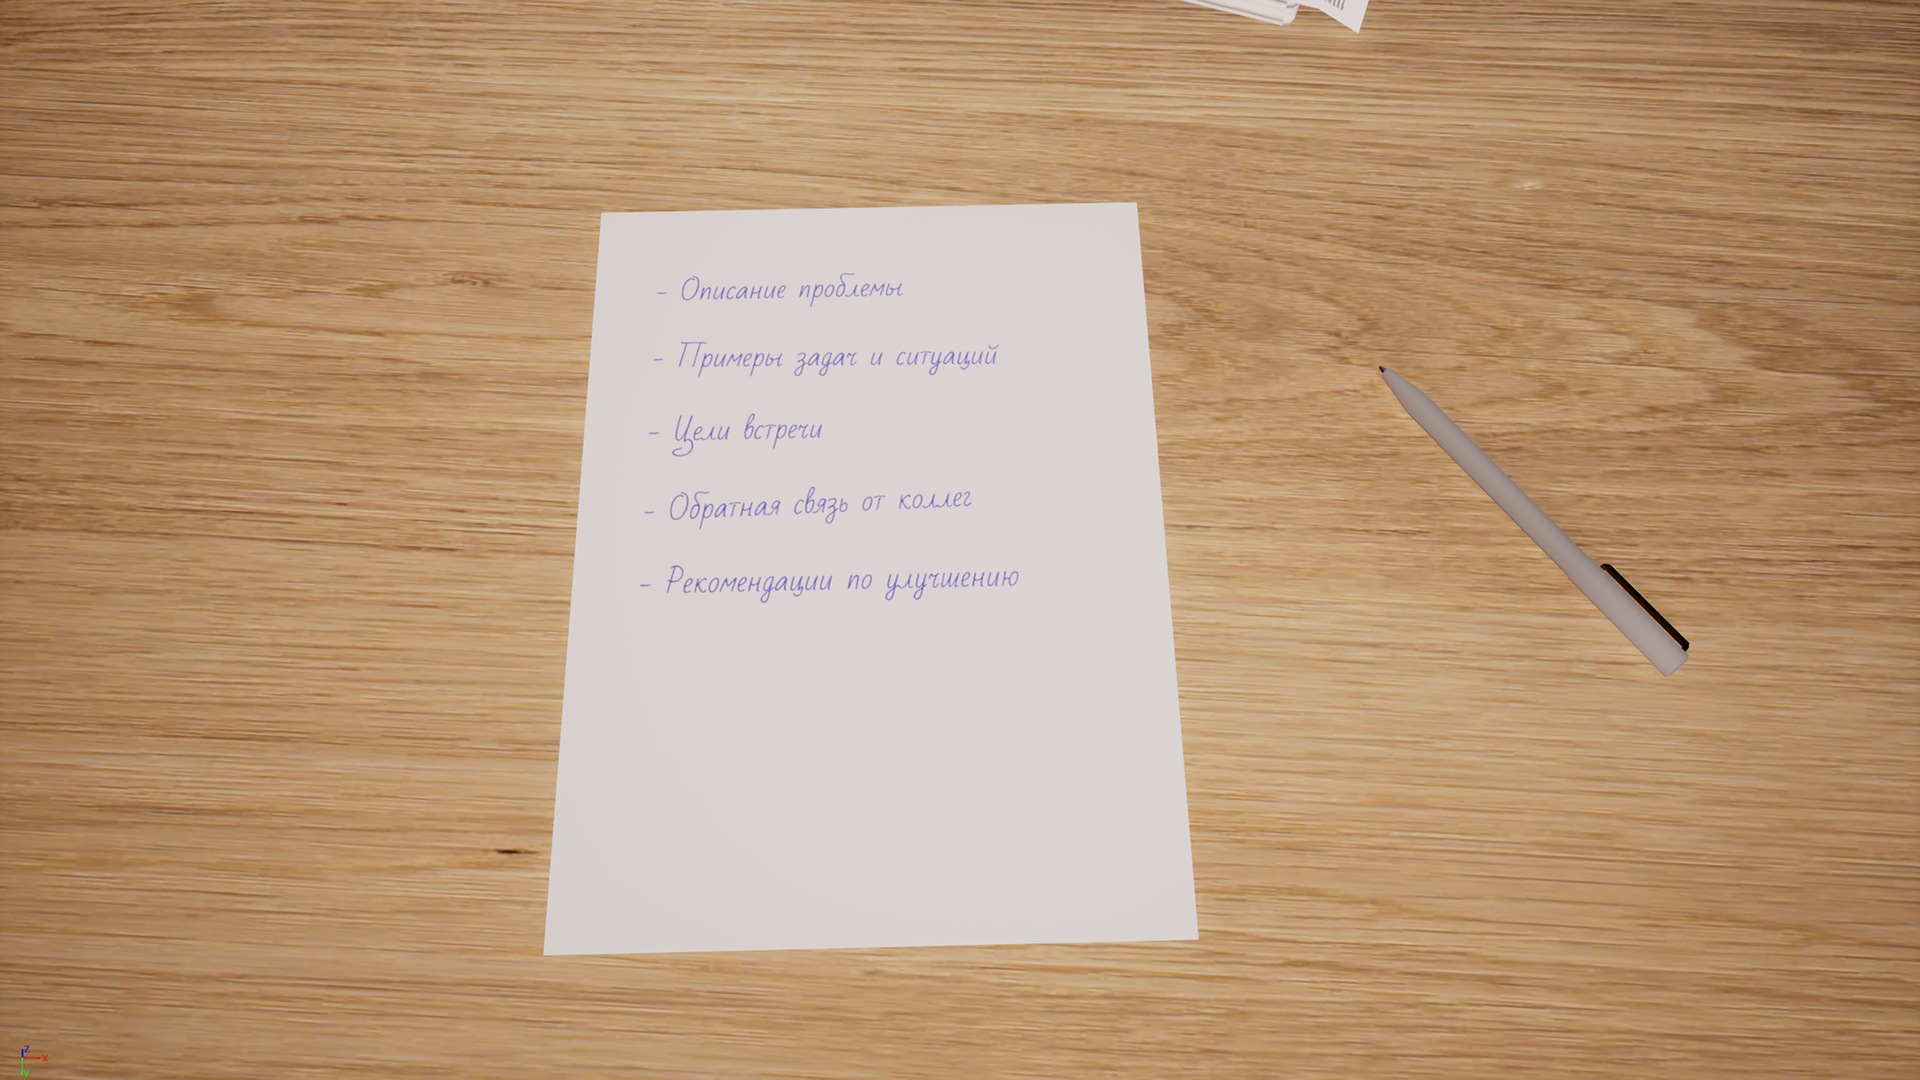 - Описание проблемы
- Примеры задач и ситуаций
- Цели встречи
- Обратная связь от коллег
- Рекомендации по улучшению